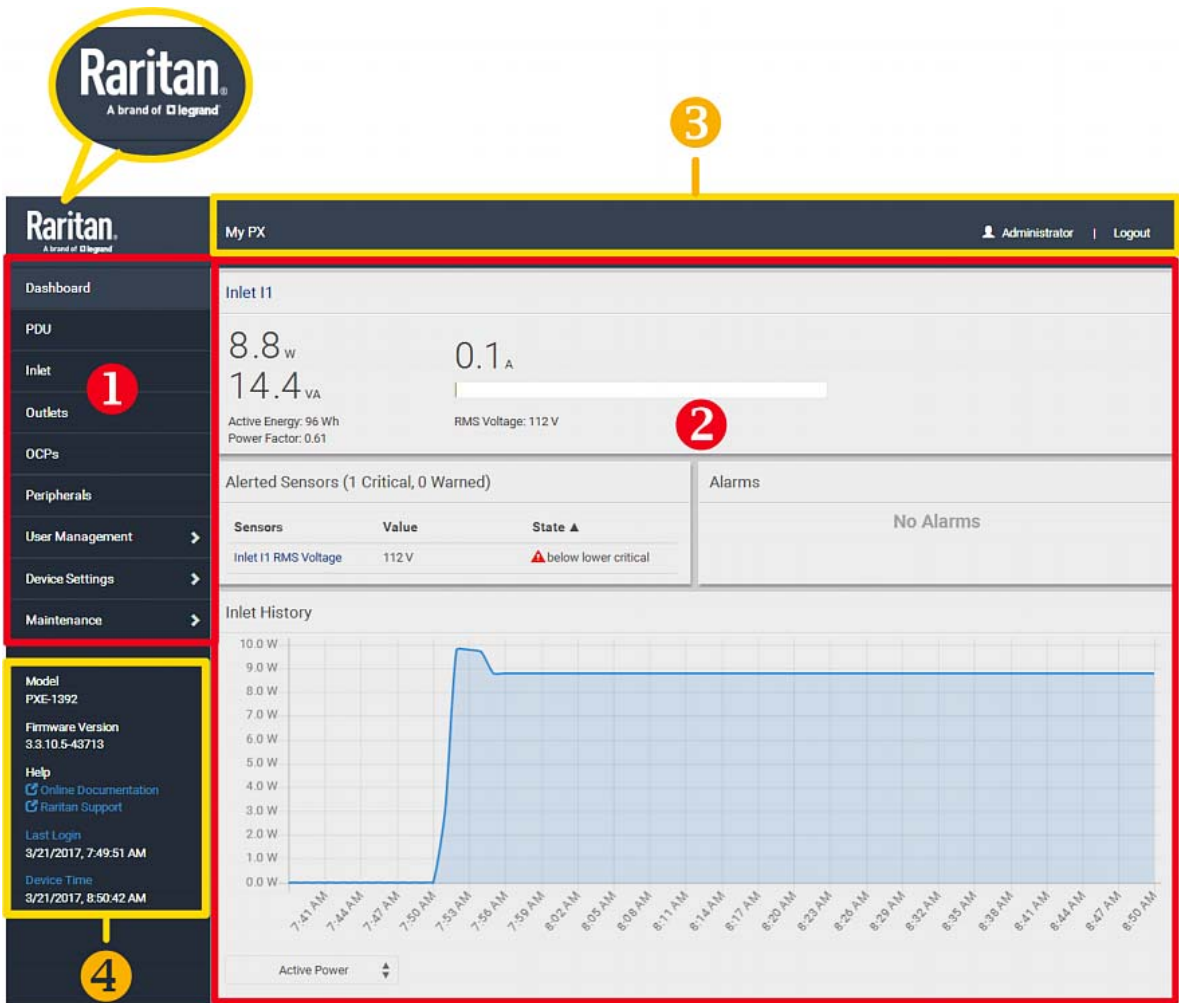 Raritan.
A brand of legrand
3
Raritan.
A brand of legrand
My PX
Administrator | Logout
1
Dashboard
PDU
Inlet
Outlets
OCPs
Peripherals
User Management
Device Settings
Maintenance
2
Inlet I1
8.8 W
14.4 VA
Active Energy: 96 Wh
Power Factor: 0.61
0.1 A
RMS Voltage: 112 V
Alerted Sensors (1 Critical, 0 Warned)
Sensors Value State ▲
Inlet I1 RMS Voltage 112 V below lower critical
Alarms
No Alarms
Inlet History
10.0 W
9.0 W
8.0 W
7.0 W
6.0 W
5.0 W
4.0 W
3.0 W
2.0 W
1.0 W
0.0 W
7:41 AM
7:44 AM
7:47 AM
7:50 AM
7:53 AM
7:56 AM
7:59 AM
8:02 AM
8:05 AM
8:08 AM
8:11 AM
8:14 AM
8:17 AM
8:20 AM
8:23 AM
8:26 AM
8:29 AM
8:32 AM
8:35 AM
8:38 AM
8:41 AM
8:44 AM
8:47 AM
8:50 AM
Active Power
Model
PXE-1392
Firmware Version
3.3.10.5-43713
Help
Online Documentation
Raritan Support
Last Login
3/21/2017, 7:49:51 AM
Device Time
3/21/2017, 8:50:42 AM
4